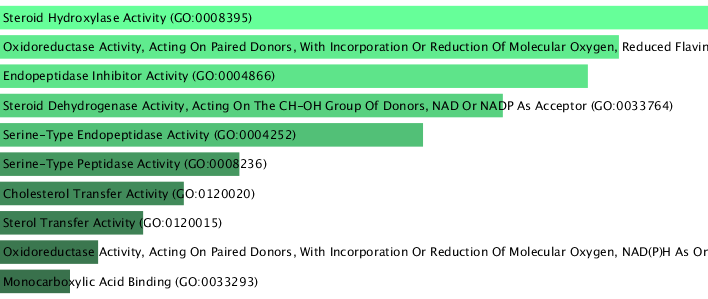 Steroid Hydroxylase Activity (GO:0008395)
Oxidoreductase Activity, Acting On Paired Donors, With Incorporation Or Reduction Of Molecular Oxygen, Reduced Flavin
Endopeptidase Inhibitor Activity (GO:0004866)
Steroid Dehydrogenase Activity, Acting On The CH-OH Group Of Donors, NAD Or NADP As Acceptor (GO:0033764)
Serine-Type Endopeptidase Activity (GO:0004252)
Serine-Type Peptidase Activity (GO:0008236)
Cholesterol Transfer Activity (GO:0120020)
Sterol Transfer Activity (GO:0120015)
Oxidoreductase Activity, Acting On Paired Donors, With Incorporation Or Reduction Of Molecular Oxygen, NAD(P)H As Or
Monocarboxylic Acid Binding (GO:0033293)